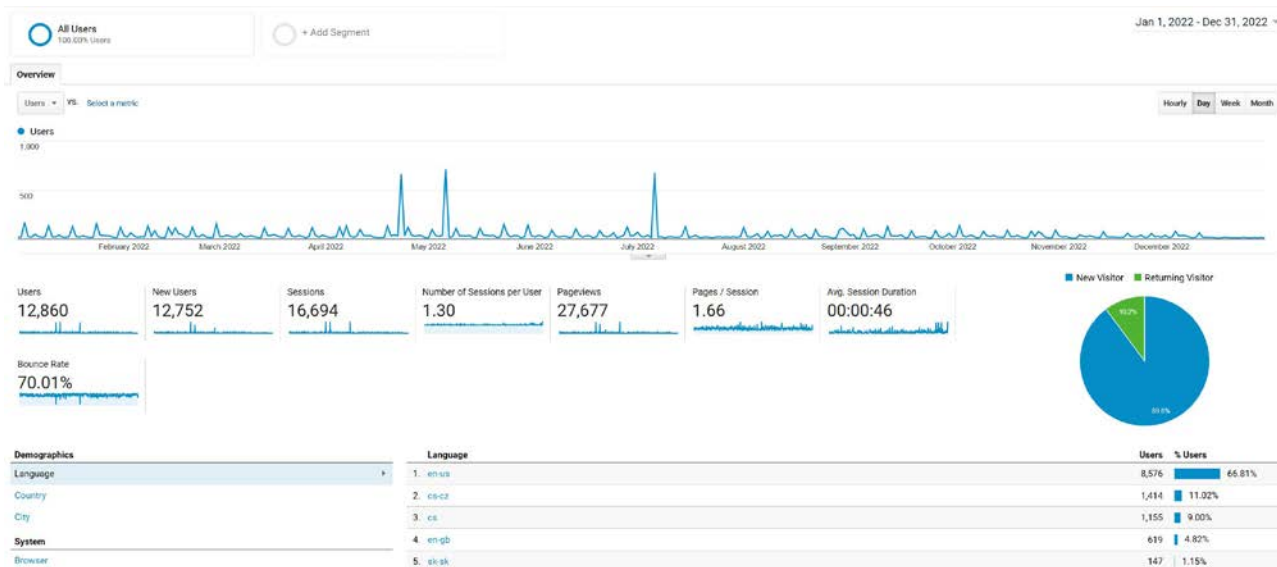 All Users
100.00% Users
+ Add Segment
Jan 1, 2022 - Dec 31, 2022
Overview
Users VS. Select a metric
Hourly Day Week Month
Users
1,000
500
February 2022 March 2022 April 2022 May 2022 June 2022 July 2022 August 2022 September 2022 October 2022 November 2022 December 2022
New Visitor Returning Visitor
Users New Users Sessions Number of Sessions per User Pageviews Pages / Session Avg. Session Duration
12,860 12,752 16,694 1.30 27,677 1.66 00:00:46
10.2%
Bounce Rate
70.01%
89.8%
Demographics Language Users % Users
Language 1. en-us 8,576 66.81%
Country 2. cs-cz 1,414 11.02%
City 3. cs 1,155 9.00%
System 4. en-gb 619 4.82%
Browser 5. sk-sk 147 1.15%